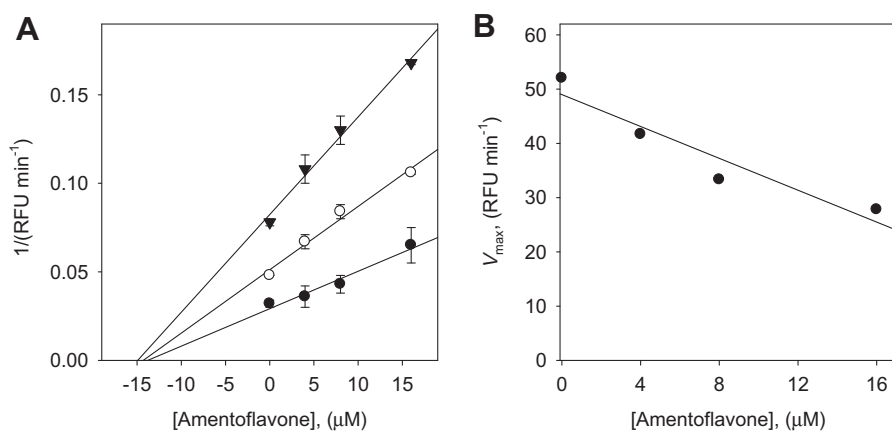 A
1/(RFU min⁻¹)
0.15
0.10
0.05
0.00
-15 -10 -5 0 5 10 15
[Amentoflavone], (μM)
B
Vmax, (RFU min⁻¹)
60
50
40
30
20
10
0
0 4 8 12 16
[Amentoflavone], (μM)